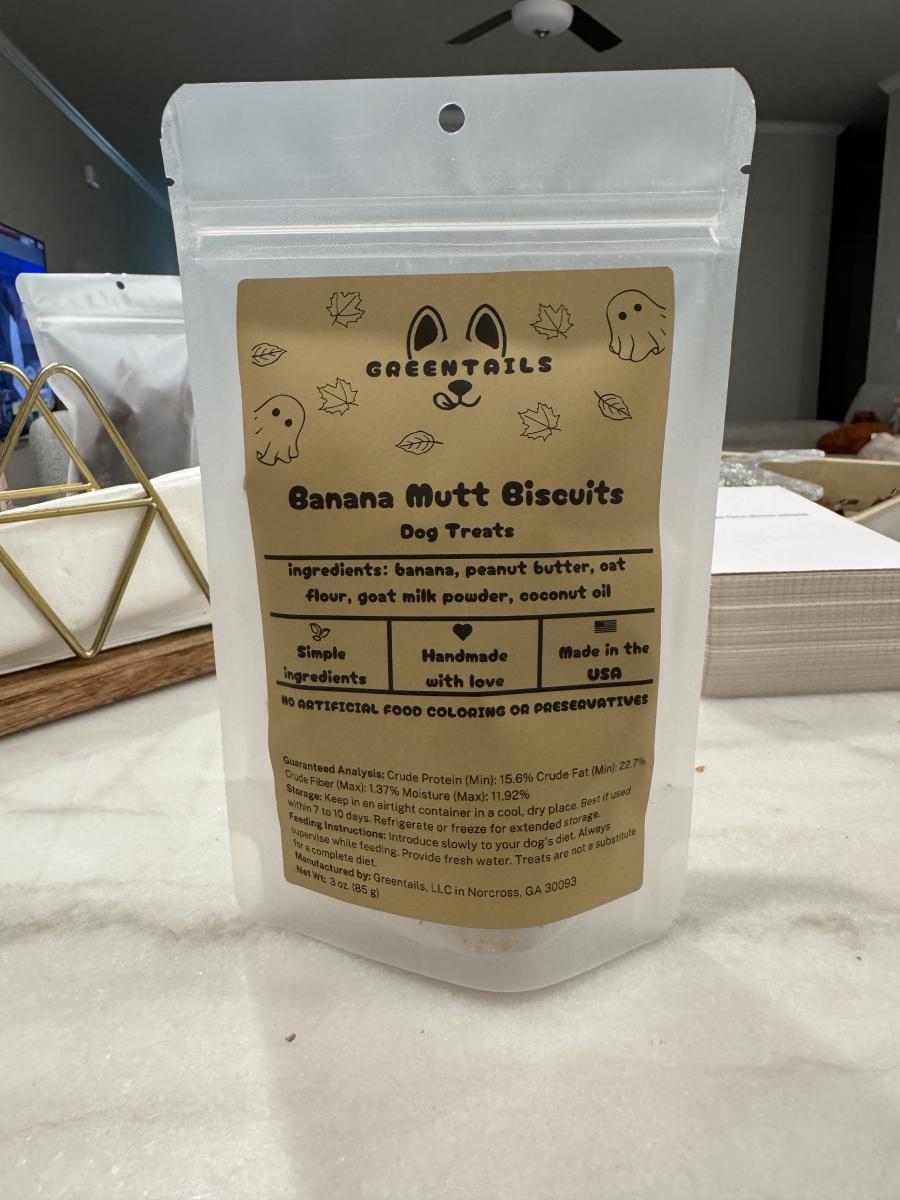 GREENTAILS
Banana Mutt Biscuits
Dog Treats
ingredients: banana, peanut butter, oat
flour, goat milk powder, coconut oil
Simple
ingredients
Handmade
with love
Made in the
USA
NO ARTIFICIAL FOOD COLORING OR PRESERVATIVES
Guaranteed Analysis: Crude Protein (Min): 15.6% Crude Fat (Min): 22.7%
Crude Fiber (Max): 1.37% Moisture (Max): 11.92%
Storage: Keep in an airtight container in a cool, dry place. Best if used
within 7 to 10 days. Refrigerate or freeze for extended storage.
Feeding Instructions: Introduce slowly to your dog's diet. Always
supervise while feeding. Provide fresh water. Treats are not a substitute
for a complete diet.
Manufactured by: Greentails, LLC in Norcross, GA 30093
Net Wt: 3 oz. (85 g)